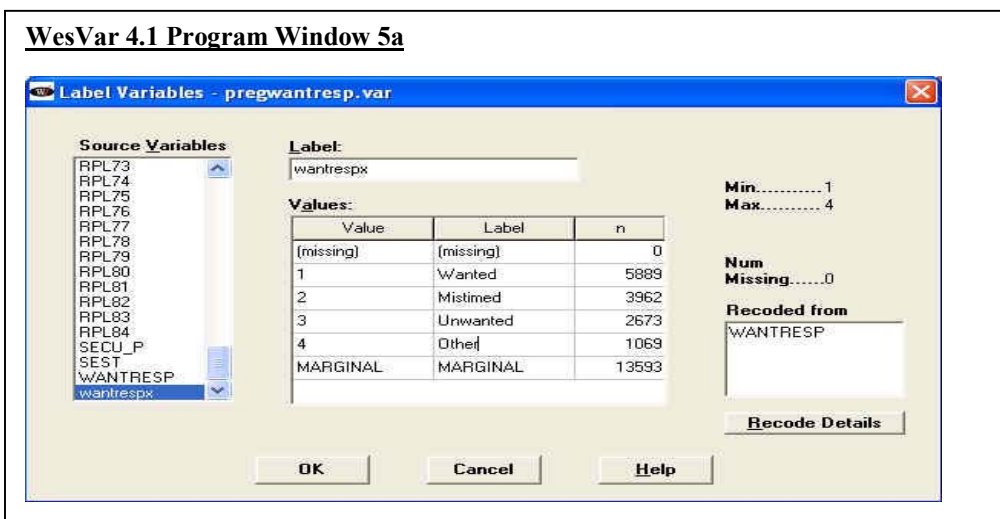 WesVar 4.1 Program Window 5a
Label Variables - pregwantresp.var
Source Variables
RPL73
RPL74
RPL75
RPL76
RPL77
RPL78
RPL79
RPL80
RPL81
RPL82
RPL83
RPL84
SECU_P
SEST
WANTRESP
wantrespx
Label:
wantrespx
Values:
Value Label n
(missing) (missing) 0
1 Wanted 5889
2 Mistimed 3962
3 Unwanted 2673
4 Other 1069
MARGINAL MARGINAL 13593
Min.......... 1
Max.......... 4
Num
Missing......0
Recoded from
WANTRESP
Recode Details
OK Cancel Help